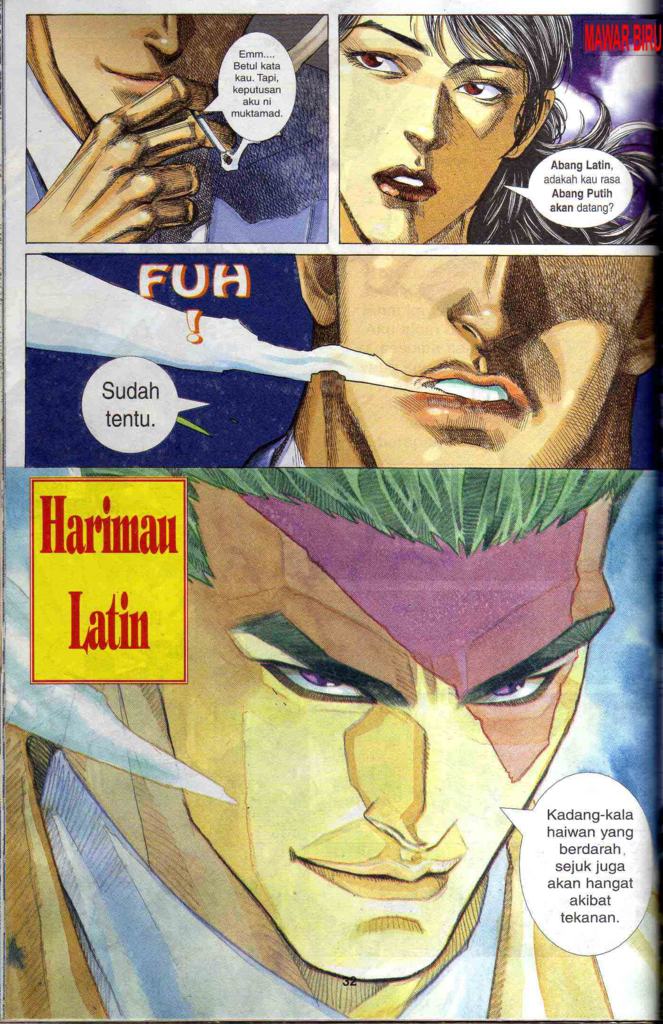 Emm....
Betul kata
kau. Tapi,
keputusan
aku ni
muktamad.
MAWAR BIRU
Abang Latin,
adakah kau rasa
Abang Putih
akan datang?
FUH
!
Sudah
tentu.
Harimau
Latin
Kadang-kala
haiwan yang
berdarah,
sejuk juga
akan hangat
akibat
tekanan.
32